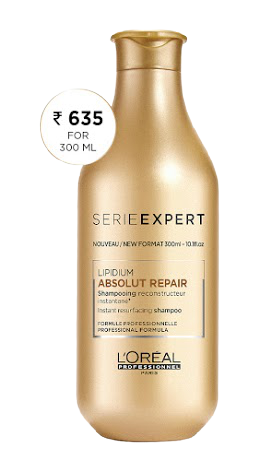 ₹ 635
FOR
300 ML
SERIEEXPERT
NOUVEAU/NEW FORMAT 300ml - 10.1fl.oz
LIPIDIUM
ABSOLUT REPAIR
Shampooing reconstructeur
instantané*
Instant resurfacing shampoo
FORMULE PROFESSIONNELLE
PROFESSIONAL FORMULA
L'ORÉAL
PROFESSIONNEL
PARIS